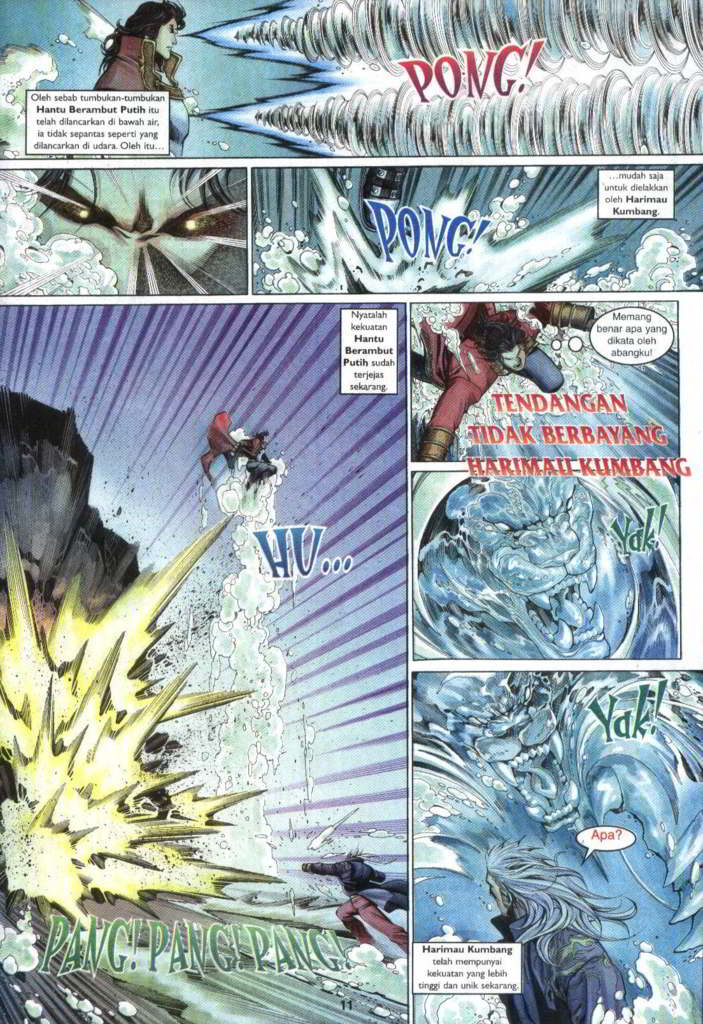 PONG!
Oleh sebab tumbukan-tumbukan
Hantu Berambut Putih itu
telah dilancarkan di bawah air,
ia tidak sepantas seperti yang
dilancarkan di udara. Oleh itu...
...mudah saja
untuk dielakkan
oleh Harimau
Kumbang.
PONG!
Nyatalah
kekuatan
Hantu
Berambut
Putih sudah
terjejas
sekarang.
HU...
PANG! PANG! PANG!
Memang
benar apa yang
dikata oleh
abangku!
TENDANGAN
TIDAK BERBAYANG
HARIMAU KUMBANG
Yak!
Yak!
Apa?
Harimau Kumbang
telah mempunyai
kekuatan yang lebih
tinggi dan unik sekarang.
11